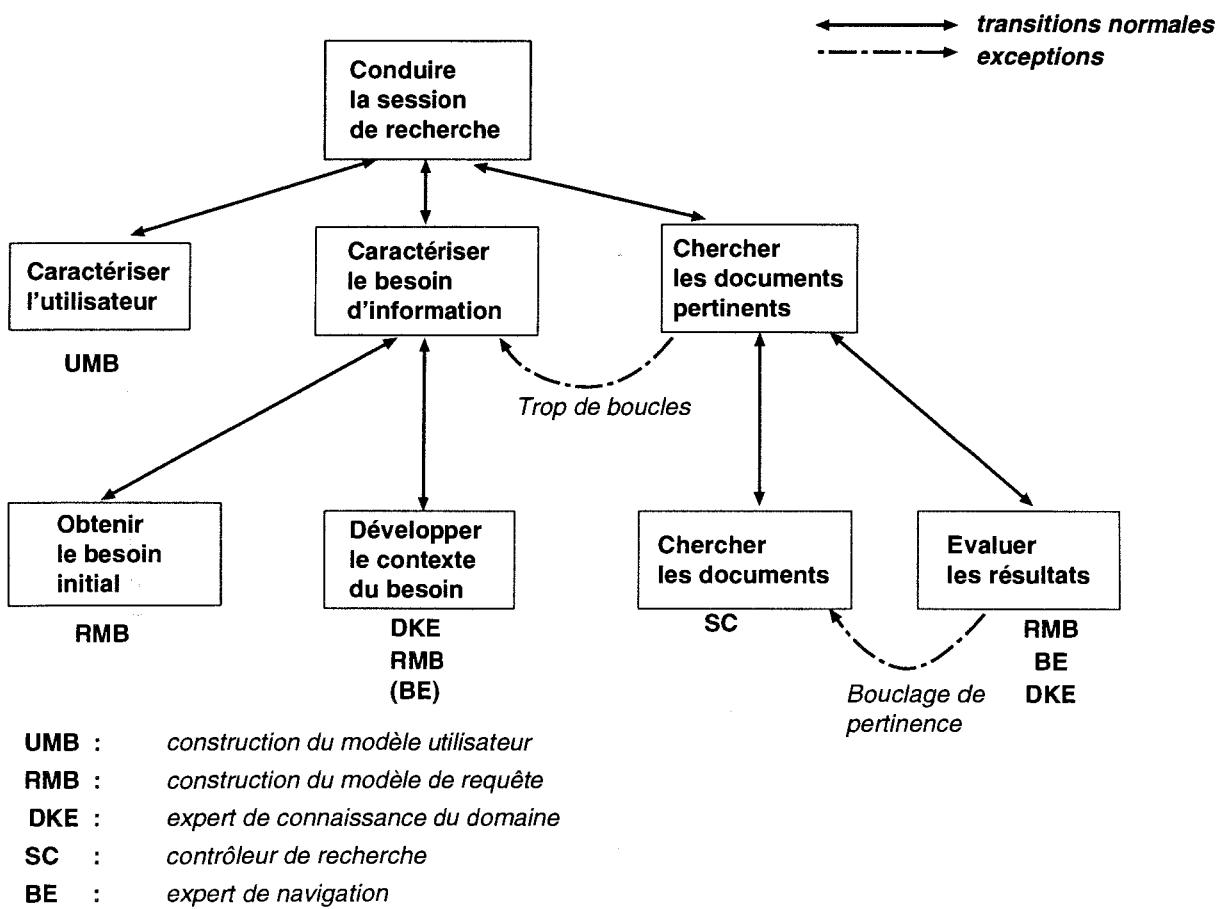 transitions normales
exceptions
Conduire
la session
de recherche
Caractériser
l'utilisateur
UMB
Caractériser
le besoin
d'information
Chercher
les documents
pertinents
Trop de boucles
Obtenir
le besoin
initial
RMB
Développer
le contexte
du besoin
DKE
RMB
(BE)
Chercher
les documents
SC
Evaluer
les résultats
RMB
BE
DKE
Bouclage de
pertinence
UMB : construction du modèle utilisateur
RMB : construction du modèle de requête
DKE : expert de connaissance du domaine
SC : contrôleur de recherche
BE : expert de navigation